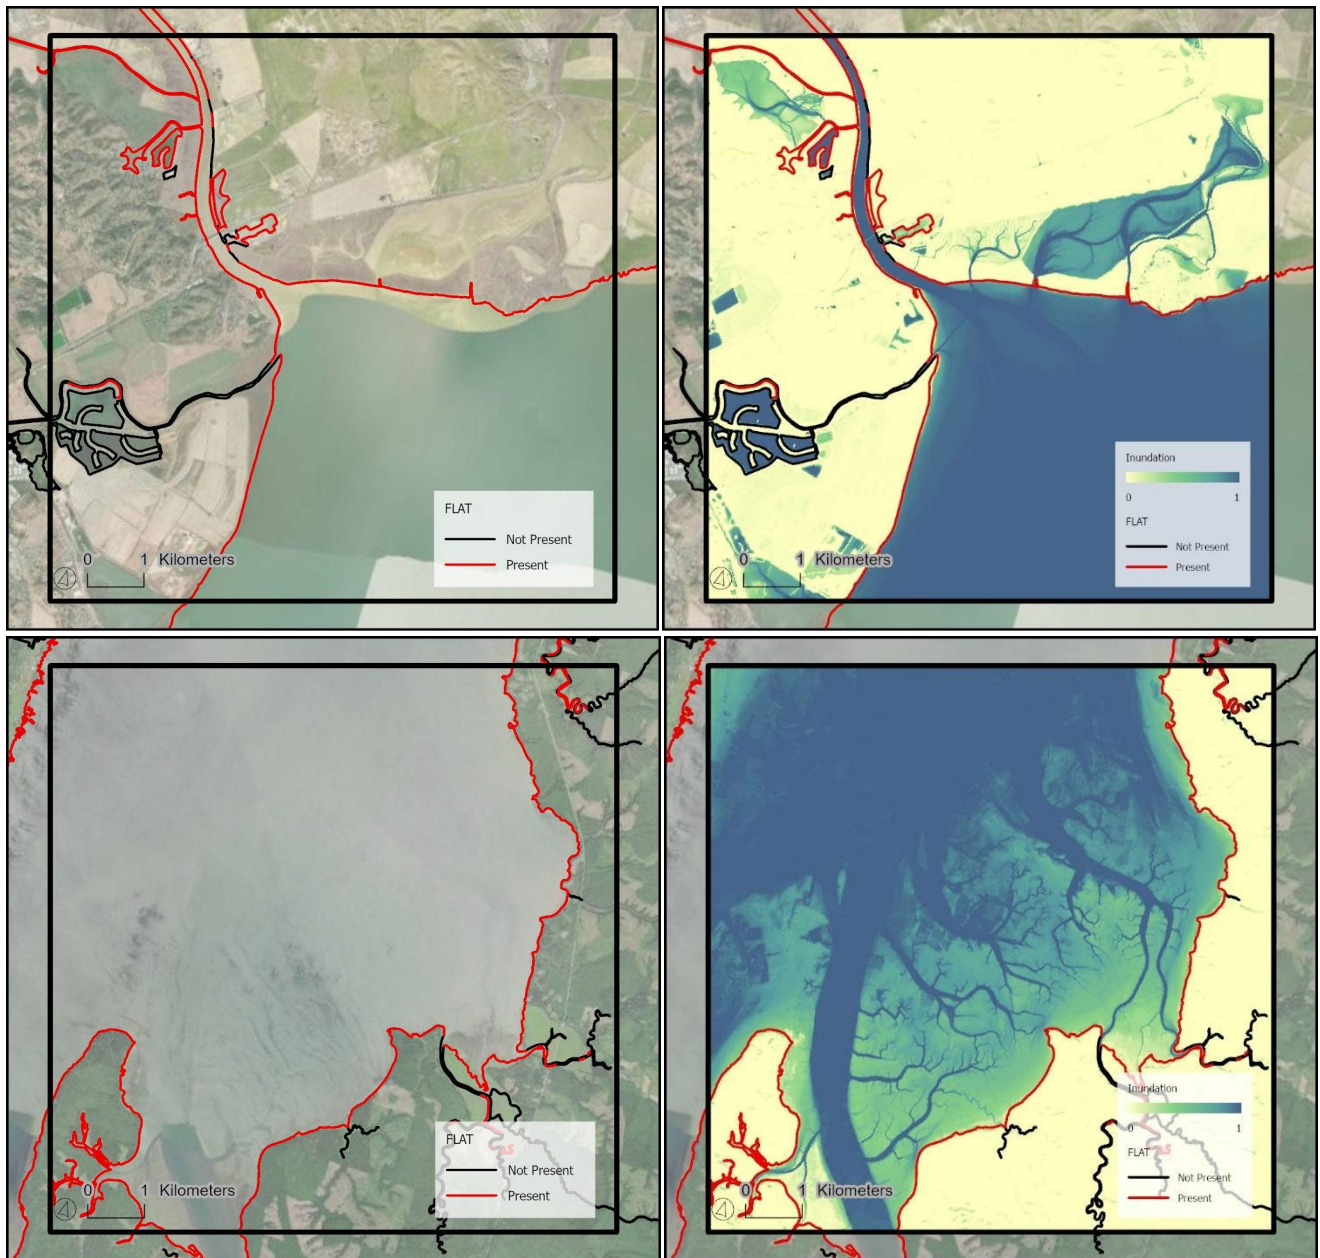 FLAT
Not Present
Present
0 1 Kilometers
Inundation
0 1
FLAT
Not Present
Present
0 1 Kilometers
FLAT
Not Present
Present
0 1 Kilometers
Inundation
0 1
FLAT
Not Present
Present
0 1 Kilometers